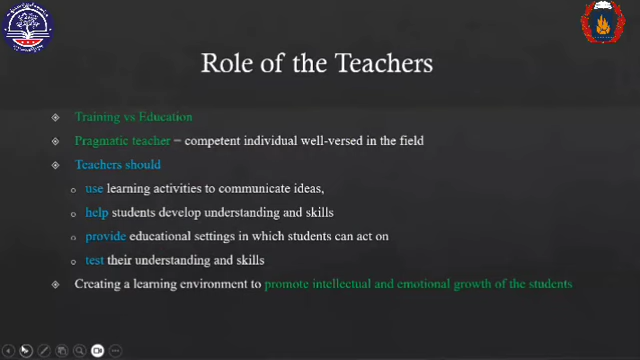 Role of the Teachers
Training vs Education
Pragmatic teacher – competent individual well-versed in the field
Teachers should
use learning activities to communicate ideas,
help students develop understanding and skills
provide educational settings in which students can act on
test their understanding and skills
Creating a learning environment to promote intellectual and emotional growth of the students